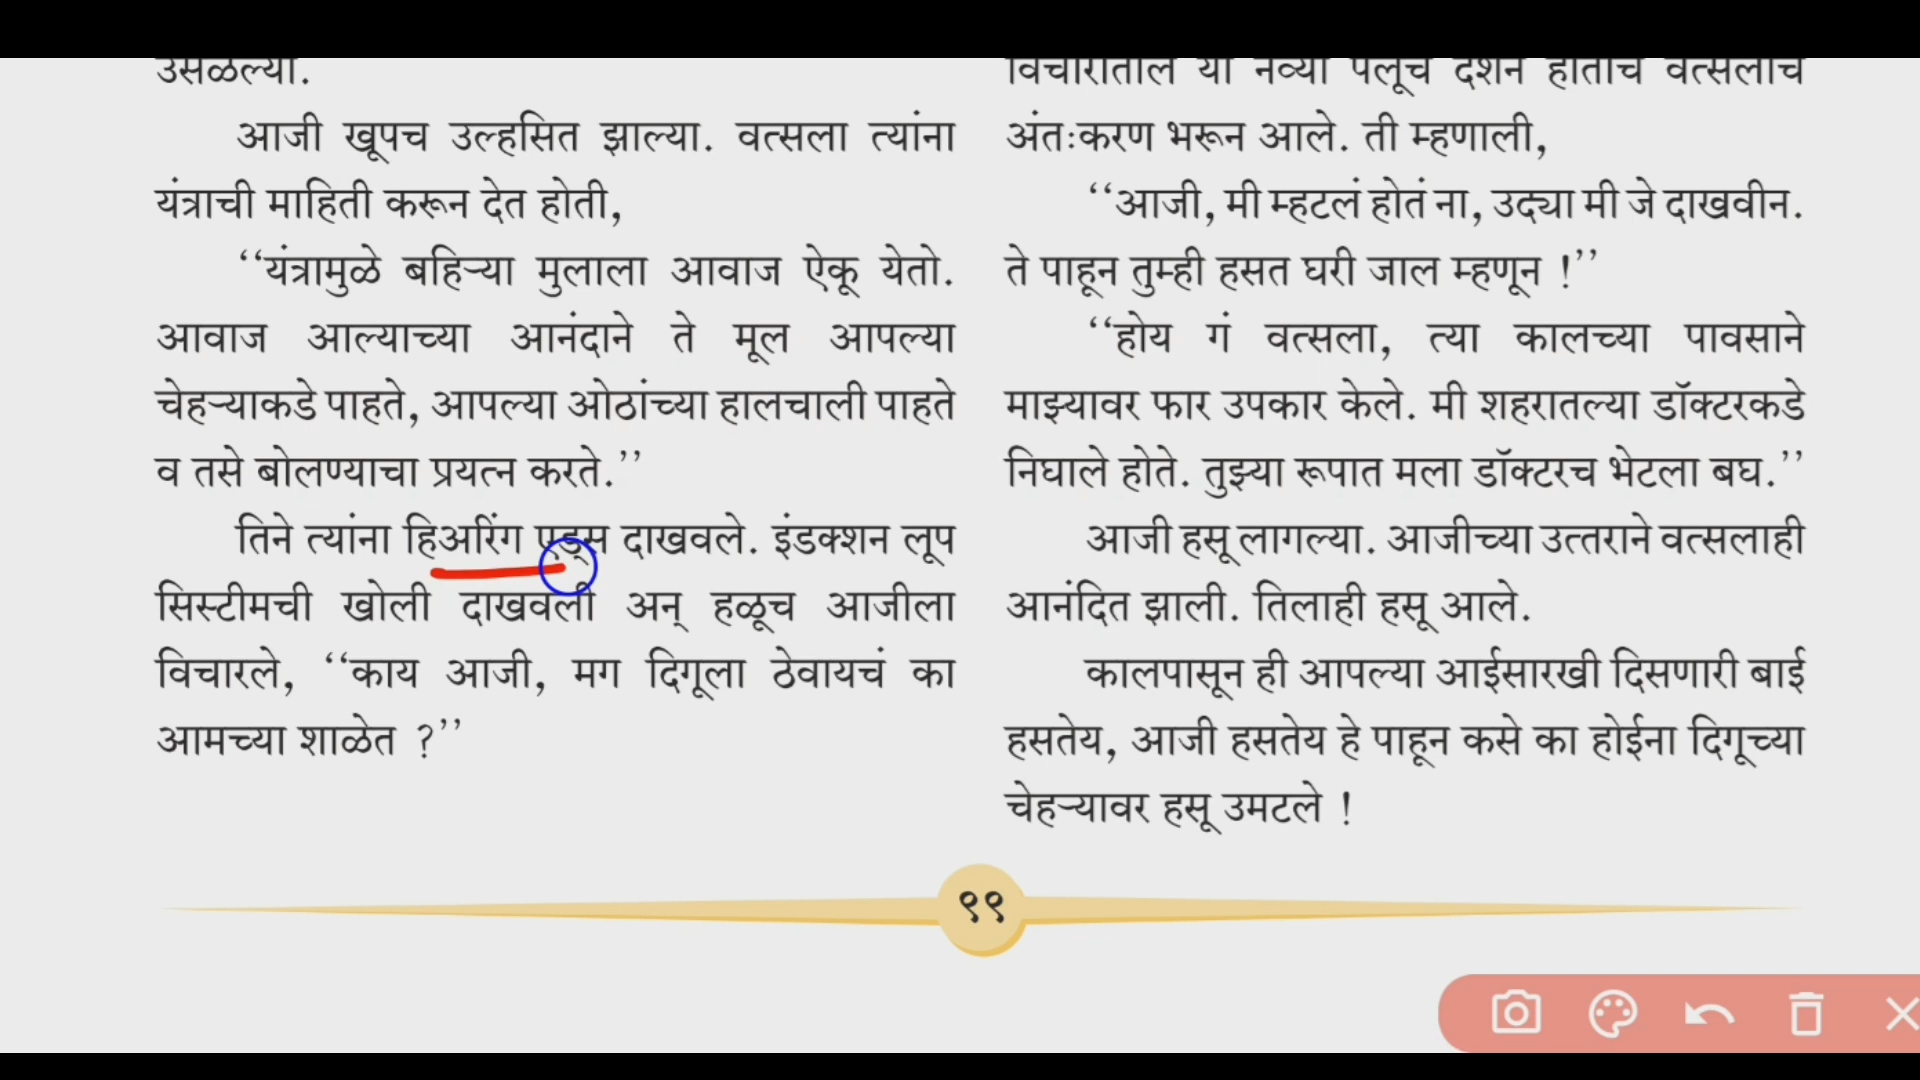 उसळल्या.
आजी खूपच उल्हसित झाल्या. वत्सला त्यांना
यंत्राची माहिती करून देत होती,
‘‘यंत्रामुळे बहिऱ्या मुलाला आवाज ऐकू येतो.
आवाज आल्याच्या आनंदाने ते मूल आपल्या
चेहऱ्याकडे पाहते, आपल्या ओठांच्या हालचाली पाहते
व तसे बोलण्याचा प्रयत्न करते.’’
तिने त्यांना हिअरिंग एड्स दाखवले. इंडक्शन लूप
सिस्टीमची खोली दाखवली अन् हळूच आजीला
विचारले, ‘‘काय आजी, मग दिगूला ठेवायचं का
आमच्या शाळेत ?’’
विचारातील या नव्या पलूचे दर्शन होताच वत्सलाचे
अंतःकरण भरून आले. ती म्हणाली,
‘‘आजी, मी म्हटलं होतं ना, उद्या मी जे दाखवीन.
ते पाहून तुम्ही हसत घरी जाल म्हणून !’’
‘‘होय गं वत्सला, त्या कालच्या पावसाने
माझ्यावर फार उपकार केले. मी शहरातल्या डॉक्टरकडे
निघाले होते. तुझ्या रूपात मला डॉक्टरच भेटला बघ.’’
आजी हसू लागल्या. आजीच्या उत्तराने वत्सलाही
आनंदित झाली. तिलाही हसू आले.
कालपासून ही आपल्या आईसारखी दिसणारी बाई
हसतेय, आजी हसतेय हे पाहून कसे का होईना दिगूच्या
चेहऱ्यावर हसू उमटले !
९९